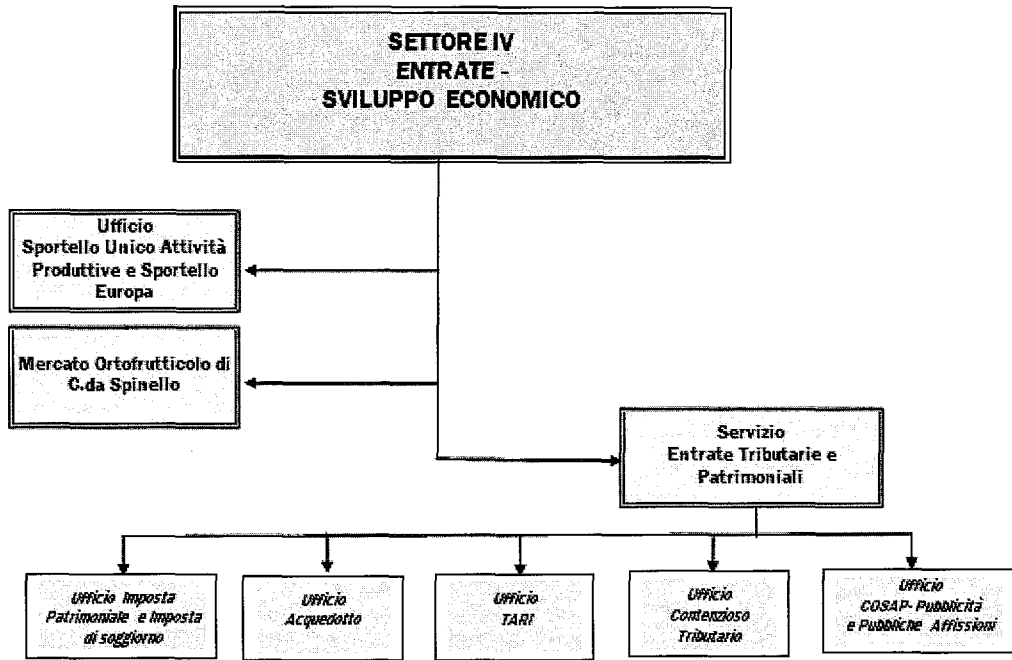 SETTORE IV
ENTRATE -
SVILUPPO ECONOMICO
Ufficio
Sportello Unico Attività
Produttive e Sportello
Europa
Mercato Ortofrutticolo di
C.da Spinello
Servizio
Entrate Tributarie e
Patrimoniali
Ufficio Imposta
Patrimoniale e Imposta
di soggiorno
Ufficio
Acquedotto
Ufficio
TARI
Ufficio
Contenzioso
Tributario
Ufficio
COSAP- Pubblicità
e Pubbliche Affissioni